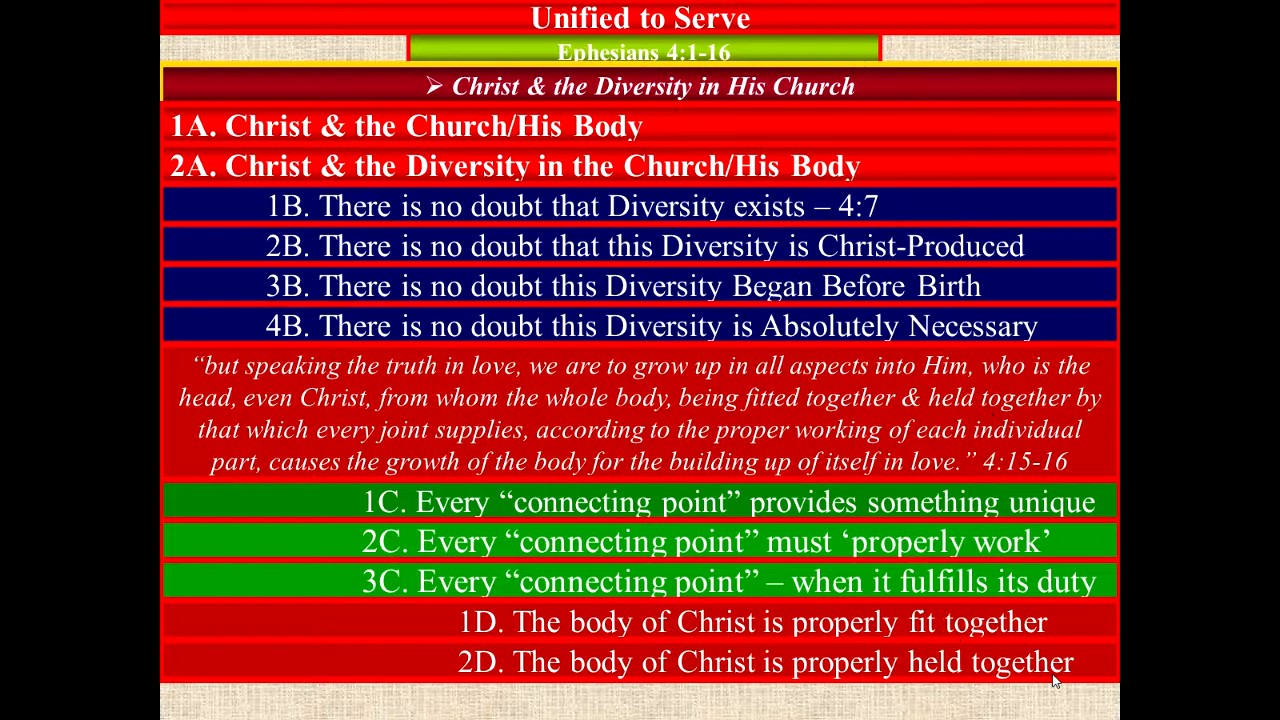 Unified to Serve
Ephesians 4:1-16
➢ Christ & the Diversity in His Church
1A. Christ & the Church/His Body
2A. Christ & the Diversity in the Church/His Body
1B. There is no doubt that Diversity exists – 4:7
2B. There is no doubt that this Diversity is Christ-Produced
3B. There is no doubt this Diversity Began Before Birth
4B. There is no doubt this Diversity is Absolutely Necessary
“but speaking the truth in love, we are to grow up in all aspects into Him, who is the
head, even Christ, from whom the whole body, being fitted together & held together by
that which every joint supplies, according to the proper working of each individual
part, causes the growth of the body for the building up of itself in love.” 4:15-16
1C. Every “connecting point” provides something unique
2C. Every “connecting point” must ‘properly work’
3C. Every “connecting point” – when it fulfills its duty
1D. The body of Christ is properly fit together
2D. The body of Christ is properly held together